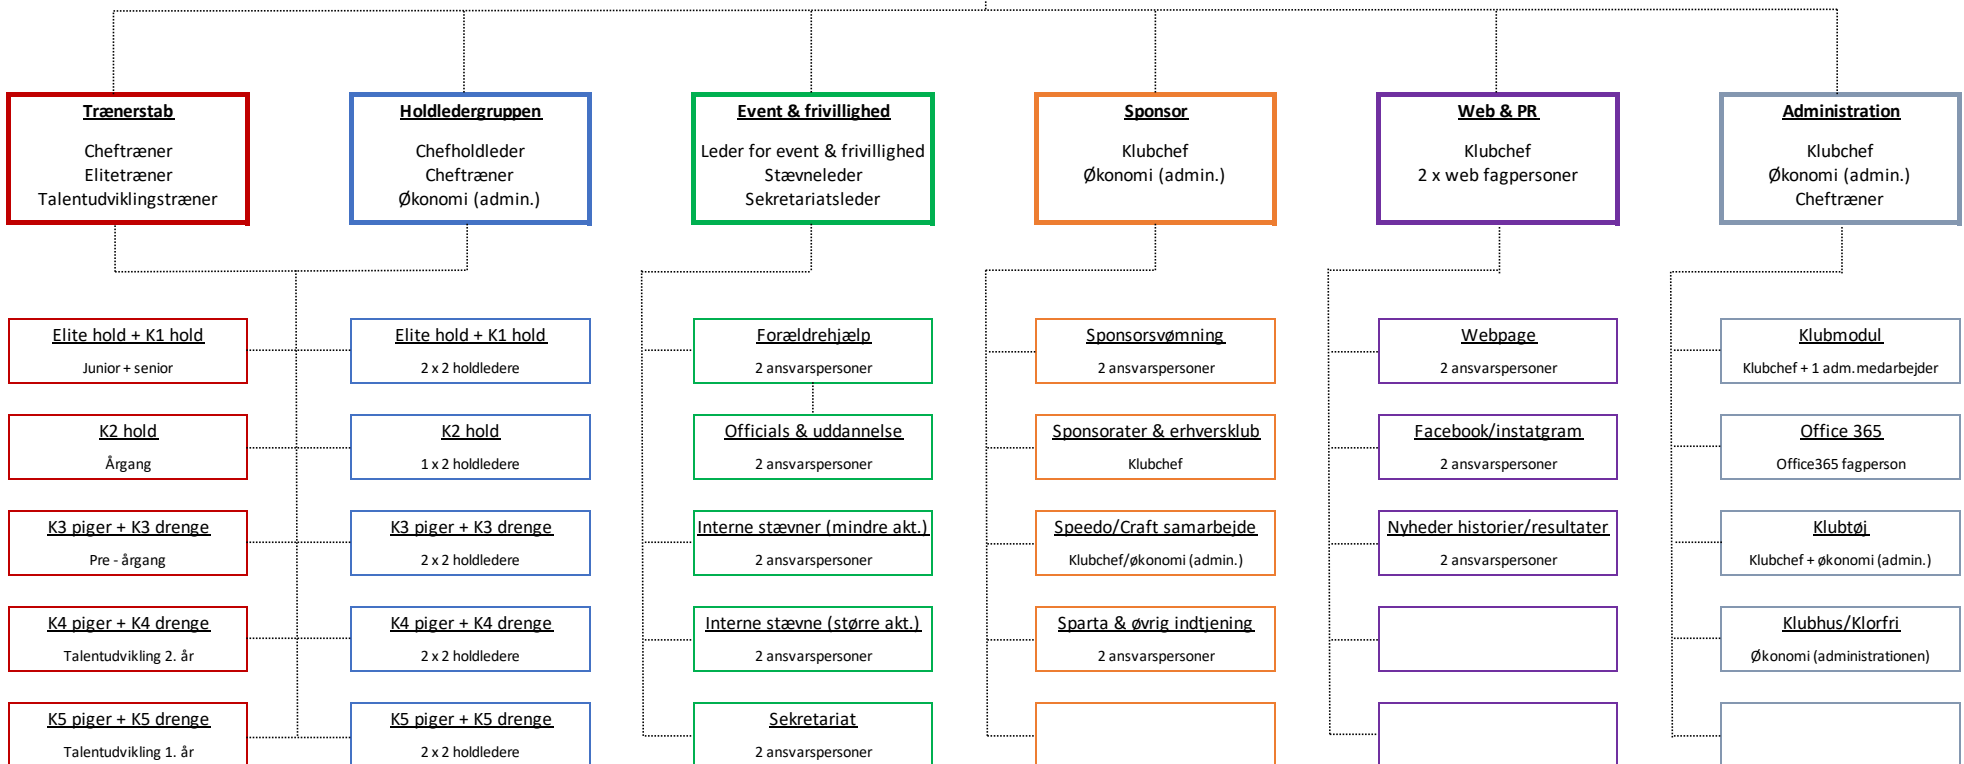 Trænerstab
Cheftræner
Elitetræner
Talentudviklingstræner
Holdledergruppen
Chefholdleder
Cheftræner
Økonomi (admin.)
Event & frivillighed
Leder for event & frivillighed
Stævneleder
Sekretariatsleder
Sponsor
Klubchef
Økonomi (admin.)
Web & PR
Klubchef
2 x web fagpersoner
Administration
Klubchef
Økonomi (admin.)
Cheftræner
Elite hold + K1 hold
Junior + senior
Elite hold + K1 hold
2 x 2 holdledere
Forældrehjælp
2 ansvarspersoner
Sponsorsvømning
2 ansvarspersoner
Webpage
2 ansvarspersoner
Klubmodul
Klubchef + 1 adm.medarbejder
K2 hold
Årgang
K2 hold
1 x 2 holdledere
Officials & uddannelse
2 ansvarspersoner
Sponsorater & erhversklub
Klubchef
Facebook/instatgram
2 ansvarspersoner
Office 365
Office365 fagperson
K3 piger + K3 drenge
Pre - årgang
K3 piger + K3 drenge
2 x 2 holdledere
Interne stævner (mindre akt.)
2 ansvarspersoner
Speedo/Craft samarbejde
Klubchef/økonomi (admin.)
Nyheder historier/resultater
2 ansvarspersoner
Klubtøj
Klubchef + økonomi (admin.)
K4 piger + K4 drenge
Talentudvikling 2. år
K4 piger + K4 drenge
2 x 2 holdledere
Interne stævne (større akt.)
2 ansvarspersoner
Sparta & øvrig indtjening
2 ansvarspersoner
Klubhus/Klorfri
Økonomi (administrationen)
K5 piger + K5 drenge
Talentudvikling 1. år
K5 piger + K5 drenge
2 x 2 holdledere
Sekretariat
2 ansvarspersoner